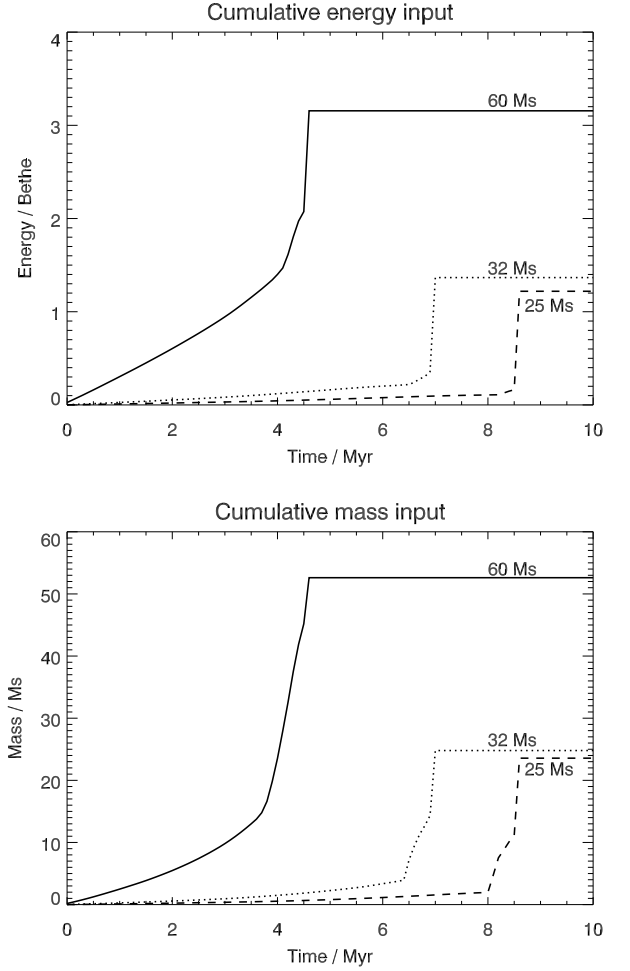 Cumulative energy input
4
3
2
1
0
Energy / Bethe
60 Ms
32 Ms
25 Ms
0 2 4 6 8 10
Time / Myr
Cumulative mass input
60
50
40
30
20
10
0
Mass / Ms
60 Ms
32 Ms
25 Ms
0 2 4 6 8 10
Time / Myr